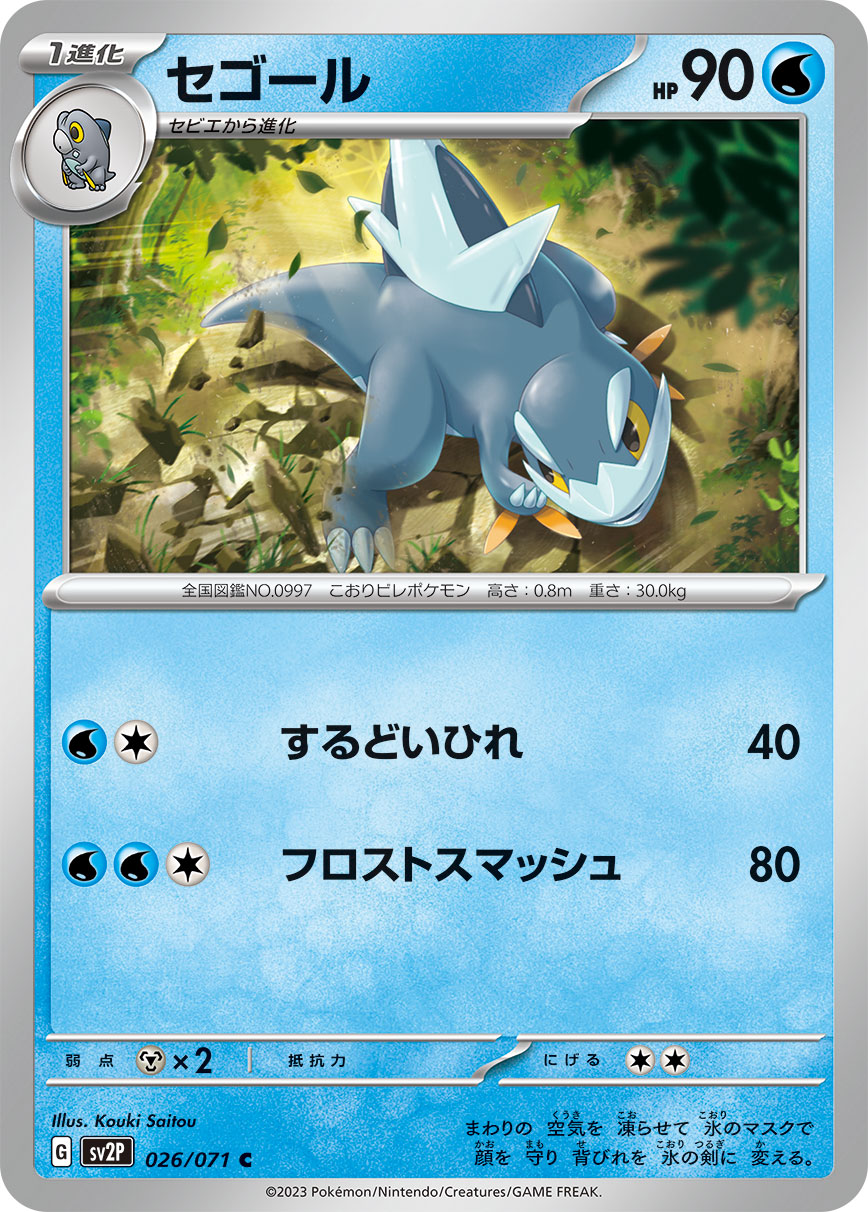 1進化
セゴール
HP 90
セビエから進化
全国図鑑NO.0997 こおりビレポケモン 高さ:0.8m 重さ:30.0kg
するどいひれ 40
フロストスマッシュ 80
弱点 ×2 抵抗力 にげる
Illus. Kouki Saitou
まわりの 空気を 凍らせて 氷のマスクで
顔を 守り 背びれを 氷の剣に 変える。
G sv2P 026/071 C
©2023 Pokémon/Nintendo/Creatures/GAME FREAK.